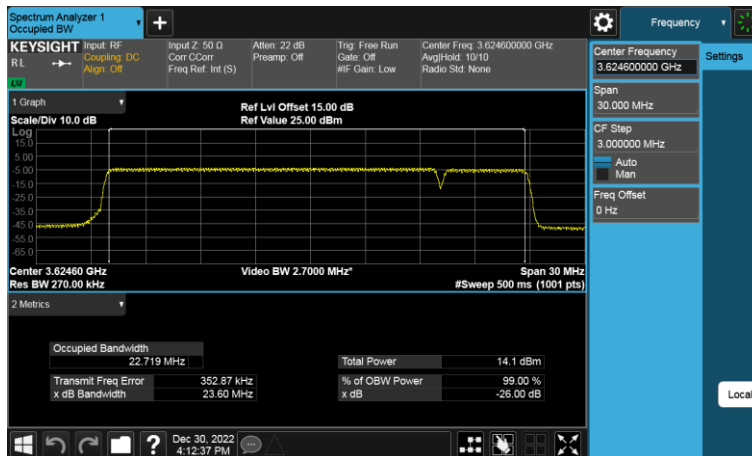 Spectrum Analyzer 1
Occupied BW
Frequency
KEYSIGHT
RL
LXI
Input: RF
Coupling: DC
Align: Off
Input Z: 50 Ω
Corr CCorr
Freq Ref: Int (S)
Atten: 22 dB
Preamp: Off
Trig: Free Run
Gate: Off
#IF Gain: Low
Center Freq: 3.624600000 GHz
Avg|Hold: 10/10
Radio Std: None
Center Frequency
3.624600000 GHz
Settings
Span
30.000 MHz
CF Step
3.000000 MHz
Auto
Man
Freq Offset
0 Hz
1 Graph
Scale/Div 10.0 dB
Ref Lvl Offset 15.00 dB
Ref Value 25.00 dBm
Log
15.0
5.00
-5.00
-15.0
-25.0
-35.0
-45.0
-55.0
-65.0
Center 3.62460 GHz
Res BW 270.00 kHz
Video BW 2.7000 MHz*
Span 30 MHz
#Sweep 500 ms (1001 pts)
2 Metrics
Occupied Bandwidth
22.719 MHz
Total Power 14.1 dBm
Transmit Freq Error 352.87 kHz
% of OBW Power 99.00 %
x dB Bandwidth 23.60 MHz
x dB -26.00 dB
Local
?
Dec 30, 2022
4:12:37 PM